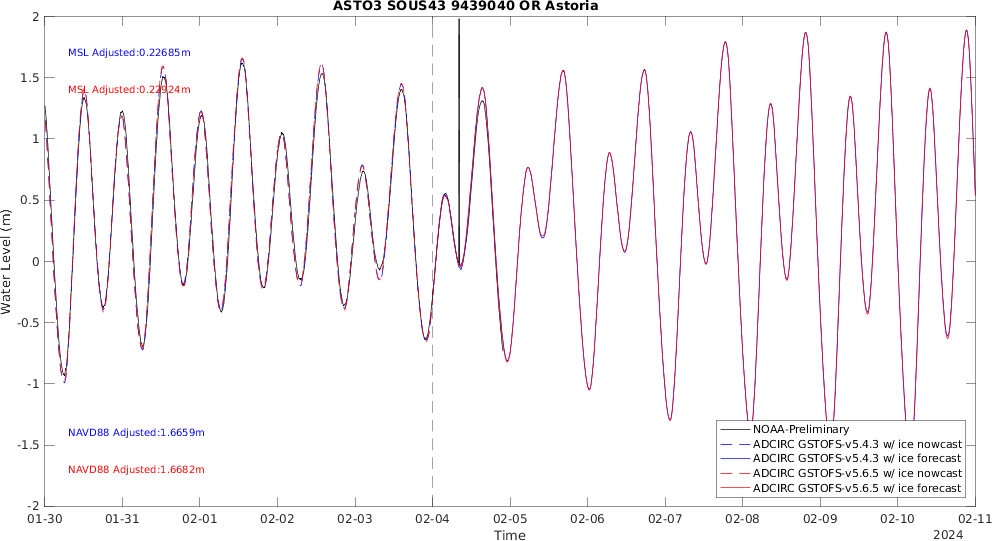 ASTO3 SOUS43 9439040 OR Astoria
2
1.5
1
0.5
0
-0.5
-1
-1.5
-2
Water Level (m)
MSL Adjusted:0.22685m
MSL Adjusted:0.22924m
NAVD88 Adjusted:1.6659m
NAVD88 Adjusted:1.6682m
NOAA-Preliminary
ADCIRC GSTOFS-v5.4.3 w/ ice nowcast
ADCIRC GSTOFS-v5.4.3 w/ ice forecast
ADCIRC GSTOFS-v5.6.5 w/ ice nowcast
ADCIRC GSTOFS-v5.6.5 w/ ice forecast
01-30 01-31 02-01 02-02 02-03 02-04 02-05 02-06 02-07 02-08 02-09 02-10 02-11
Time
2024